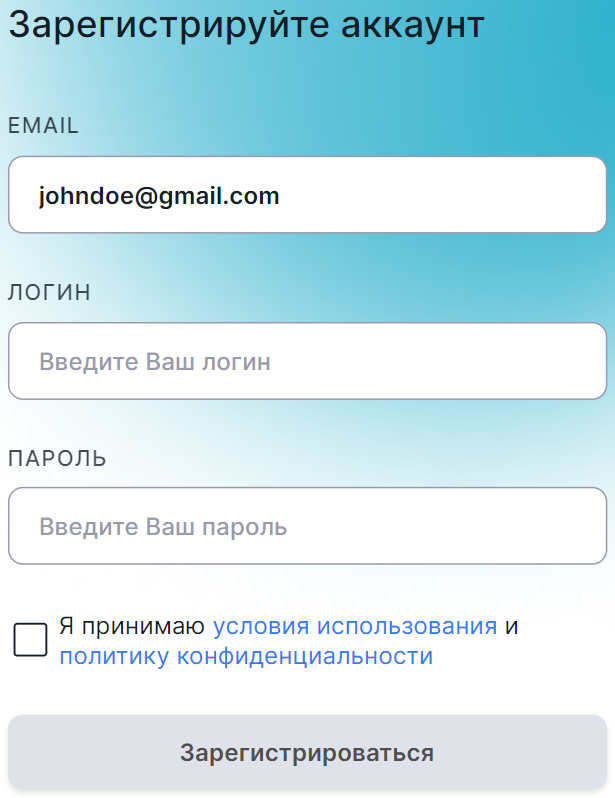 Зарегистрируйте аккаунт
EMAIL
johndoe@gmail.com
ЛОГИН
Введите Ваш логин
ПАРОЛЬ
Введите Ваш пароль
Я принимаю условия использования и
политику конфиденциальности
Зарегистрироваться